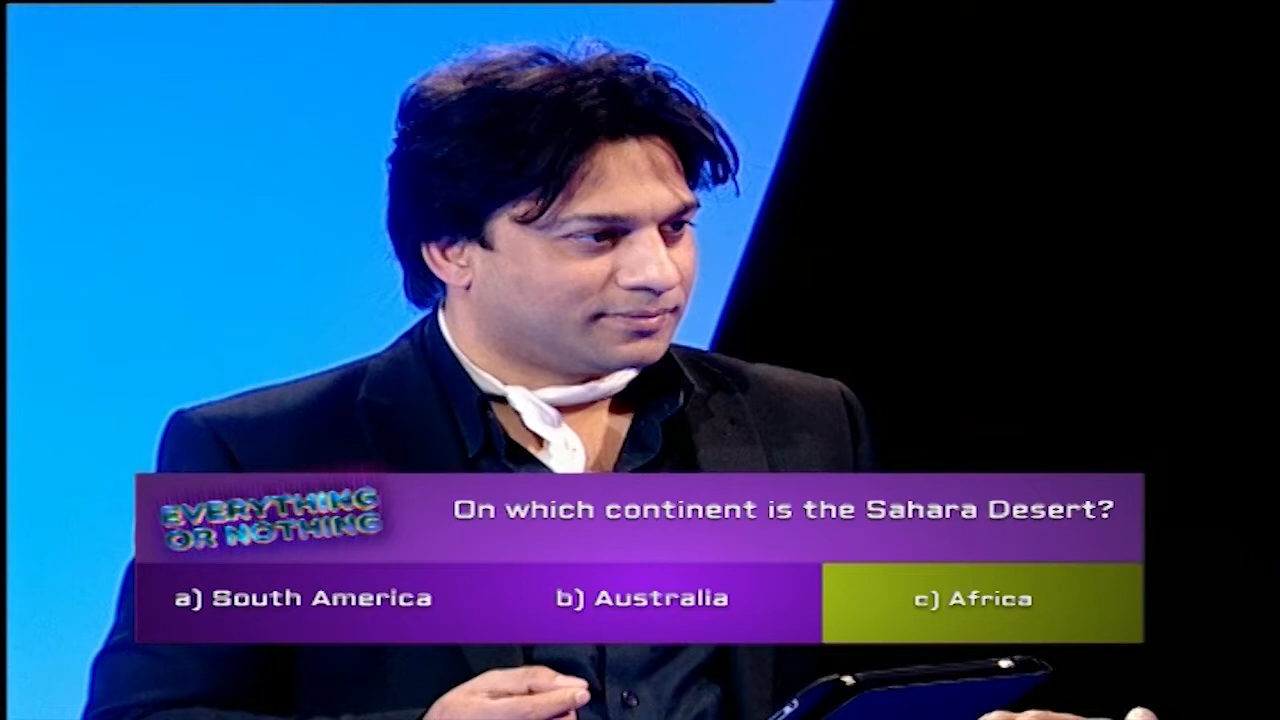 EVERYTHING
OR NOTHING
On which continent is the Sahara Desert?
a) South America
b) Australia
c) Africa